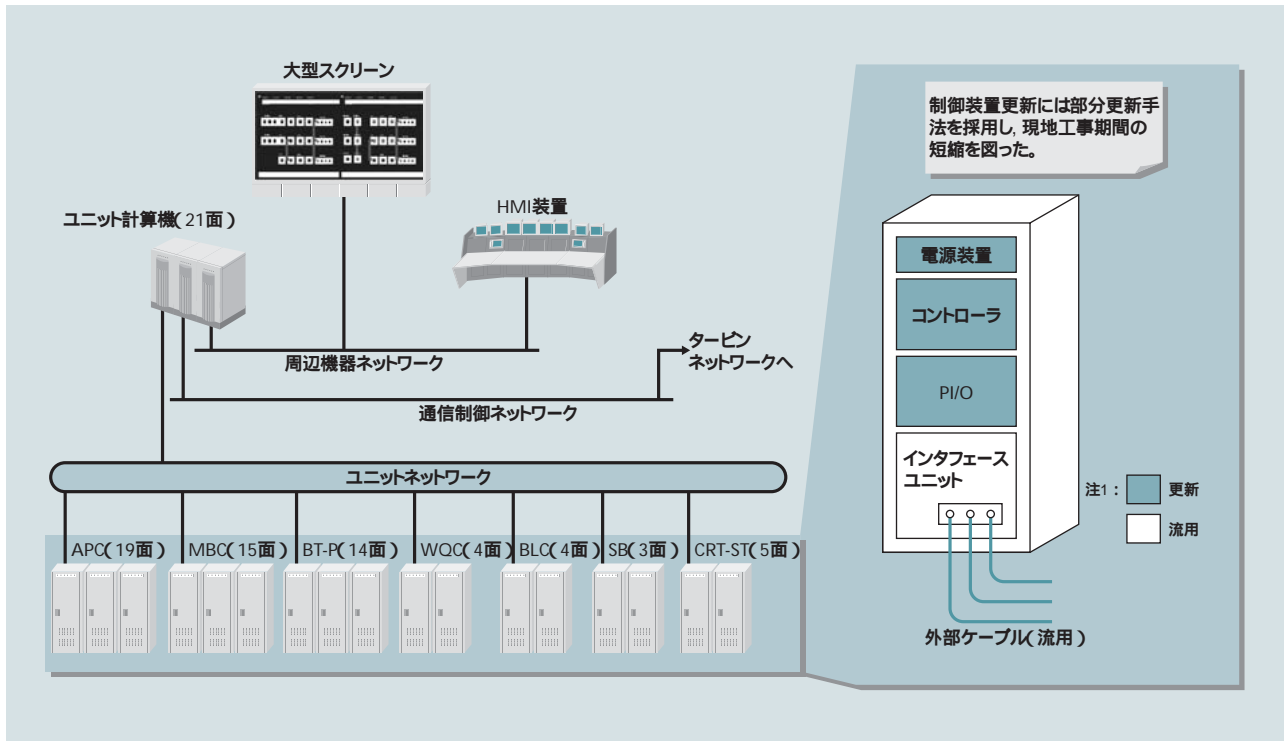 大型スクリーン
ユニット計算機(21面)
HMI装置
周辺機器ネットワーク
タービン
ネットワークへ
通信制御ネットワーク
ユニットネットワーク
APC(19面)
MBC(15面)
BT-P(14面)
WQC(4面)
BLC(4面)
SB(3面)
CRT-ST(5面)
制御装置更新には部分更新手
法を採用し, 現地工事期間の
短縮を図った。
電源装置
コントローラ
PI/O
インタフェース
ユニット
注1：
更新
流用
外部ケーブル(流用)